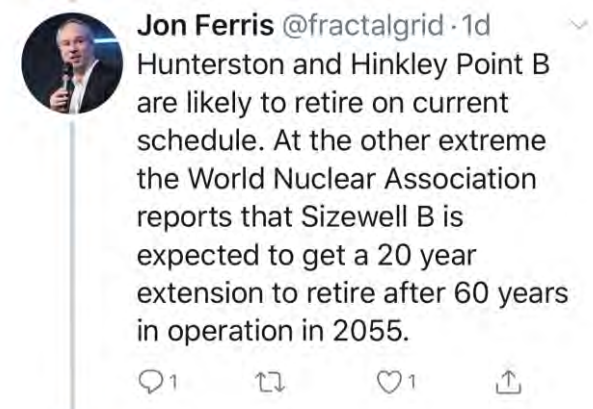 Jon Ferris @fractalgrid · 1d
Hunterston and Hinkley Point B
are likely to retire on current
schedule. At the other extreme
the World Nuclear Association
reports that Sizewell B is
expected to get a 20 year
extension to retire after 60 years
in operation in 2055.
1 1